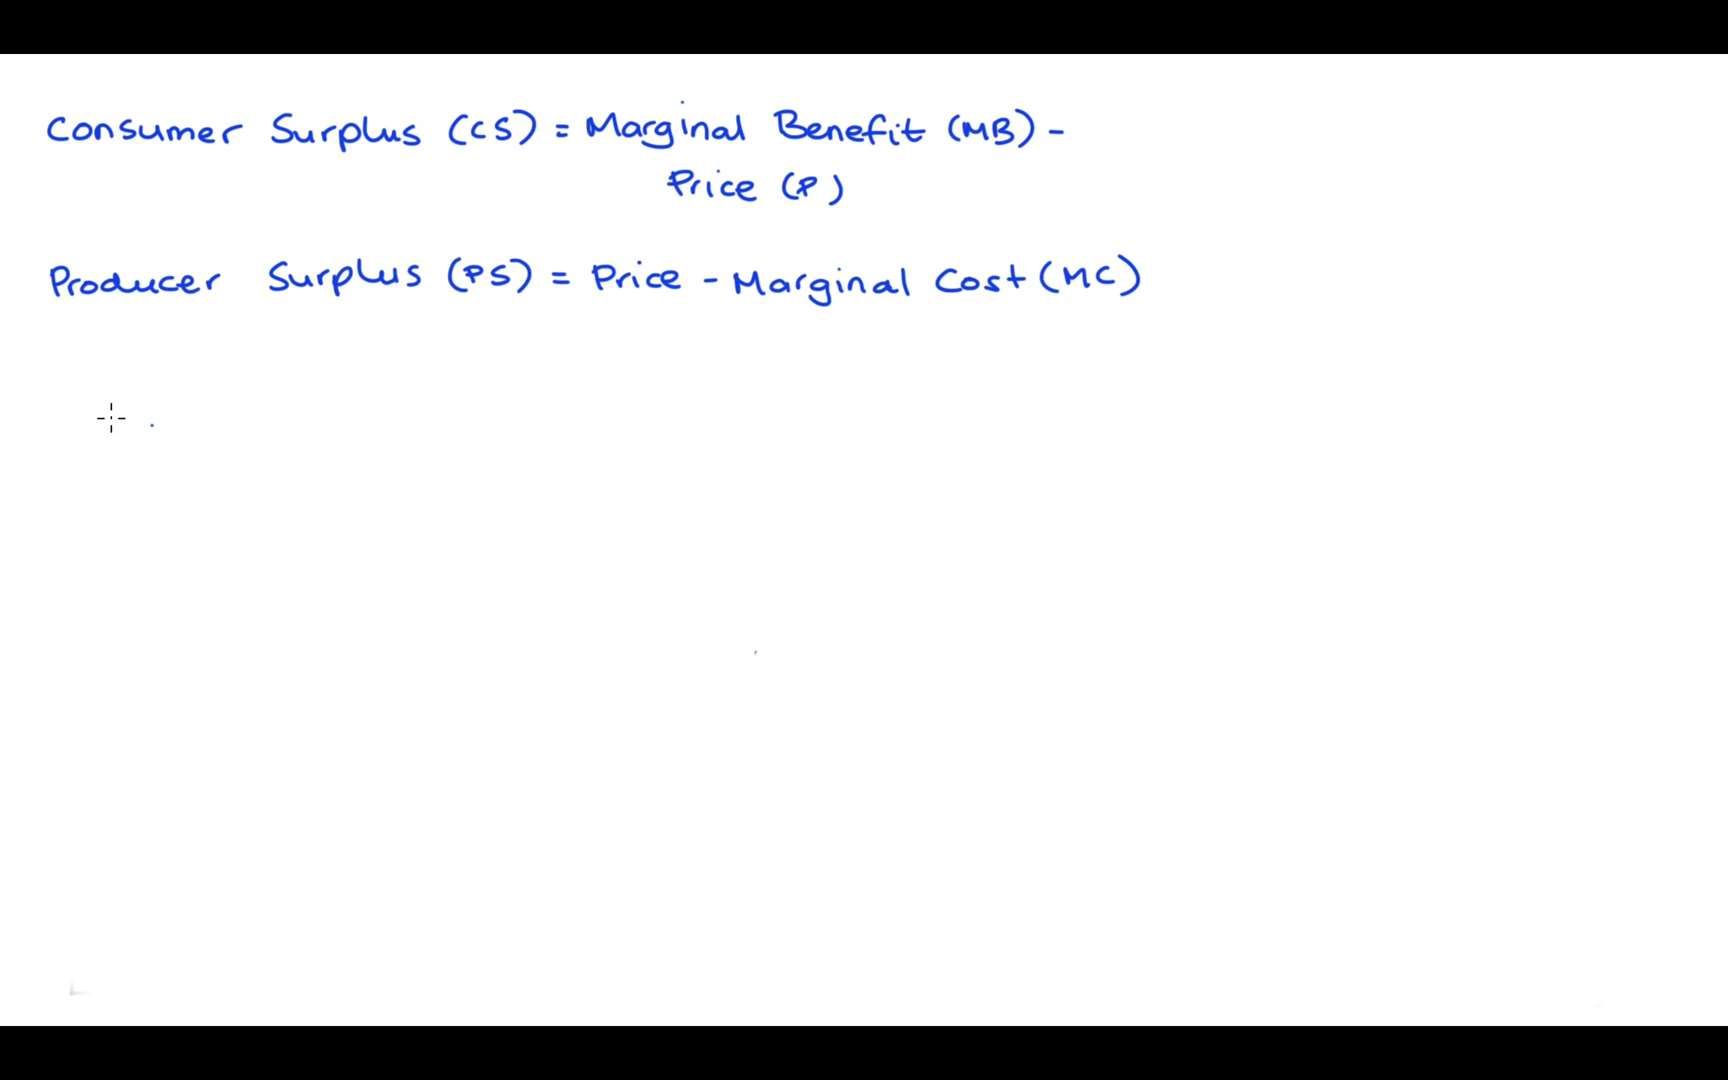 Consumer Surplus (CS) = Marginal Benefit (MB) -
Price (P)
Producer Surplus (PS) = Price - Marginal Cost (MC)